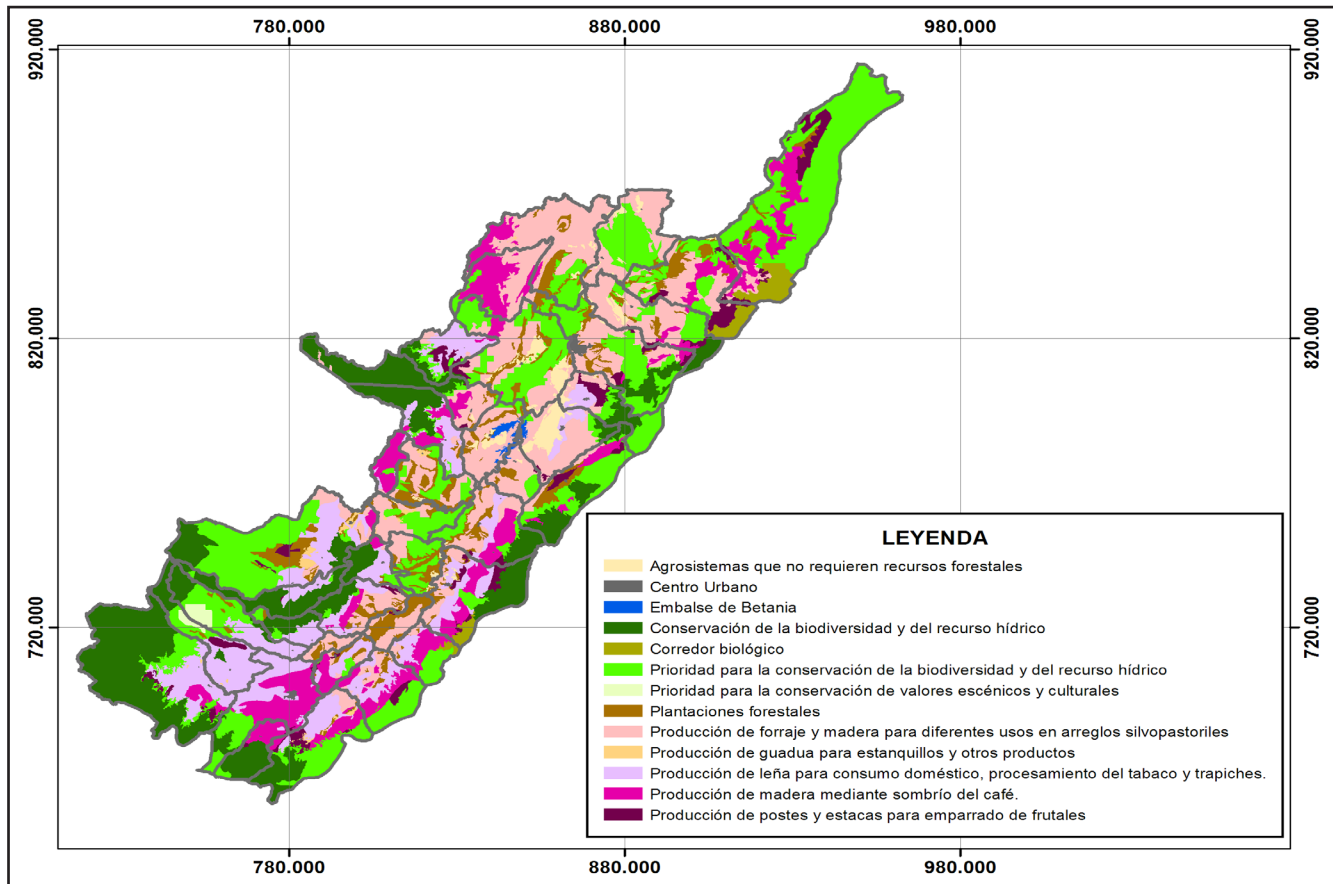 780.000
880.000
980.000
920.000
920.000
820.000
820.000
720.000
720.000
LEYENDA
Agrosistemas que no requieren recursos forestales
Centro Urbano
Embalse de Betania
Conservación de la biodiversidad y del recurso hídrico
Corredor biológico
Prioridad para la conservación de la biodiversidad y del recurso hídrico
Prioridad para la conservación de valores escénicos y culturales
Plantaciones forestales
Producción de forraje y madera para diferentes usos en arreglos silvopastoriles
Producción de guadua para estanquillos y otros productos
Producción de leña para consumo doméstico, procesamiento del tabaco y trapiches.
Producción de madera mediante sombrío del café.
Producción de postes y estacas para emparrado de frutales
780.000
880.000
980.000